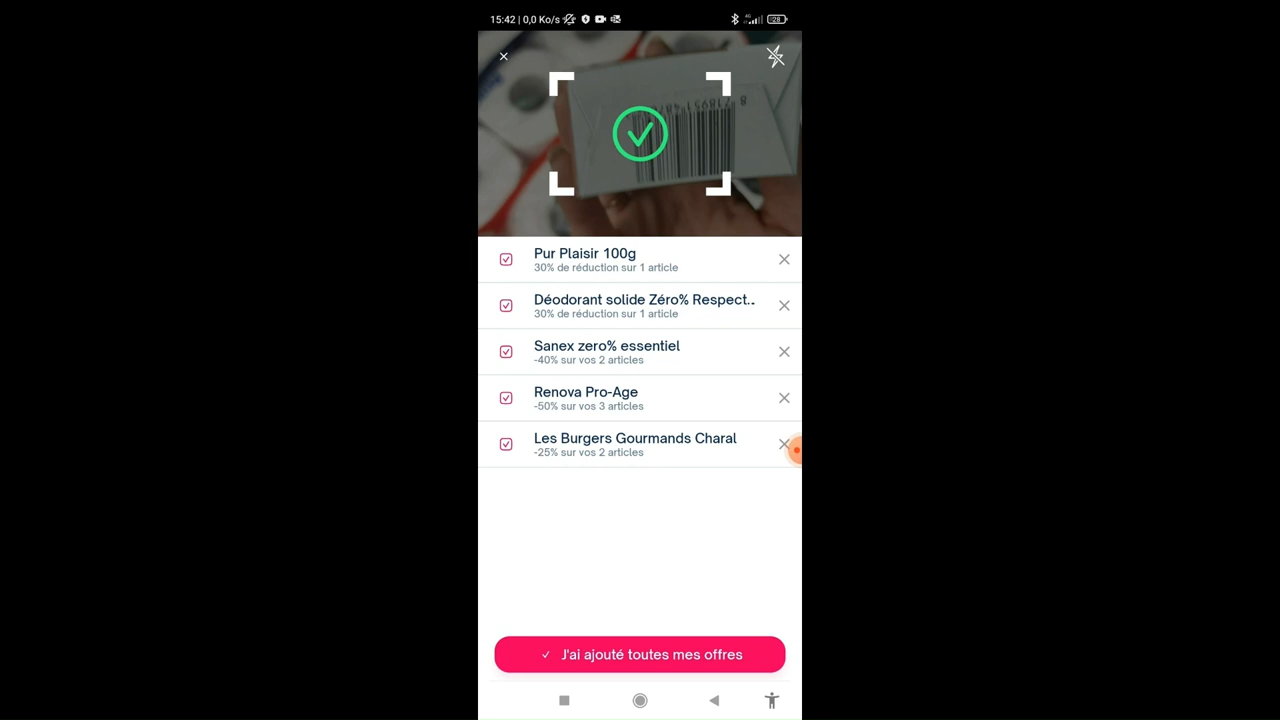 15:42 | 0,0 Ko/s
4G
28
Pur Plaisir 100g
30% de réduction sur 1 article
Déodorant solide Zéro% Respect..
30% de réduction sur 1 article
Sanex zero% essentiel
-40% sur vos 2 articles
Renova Pro-Age
-50% sur vos 3 articles
Les Burgers Gourmands Charal
-25% sur vos 2 articles
J'ai ajouté toutes mes offres